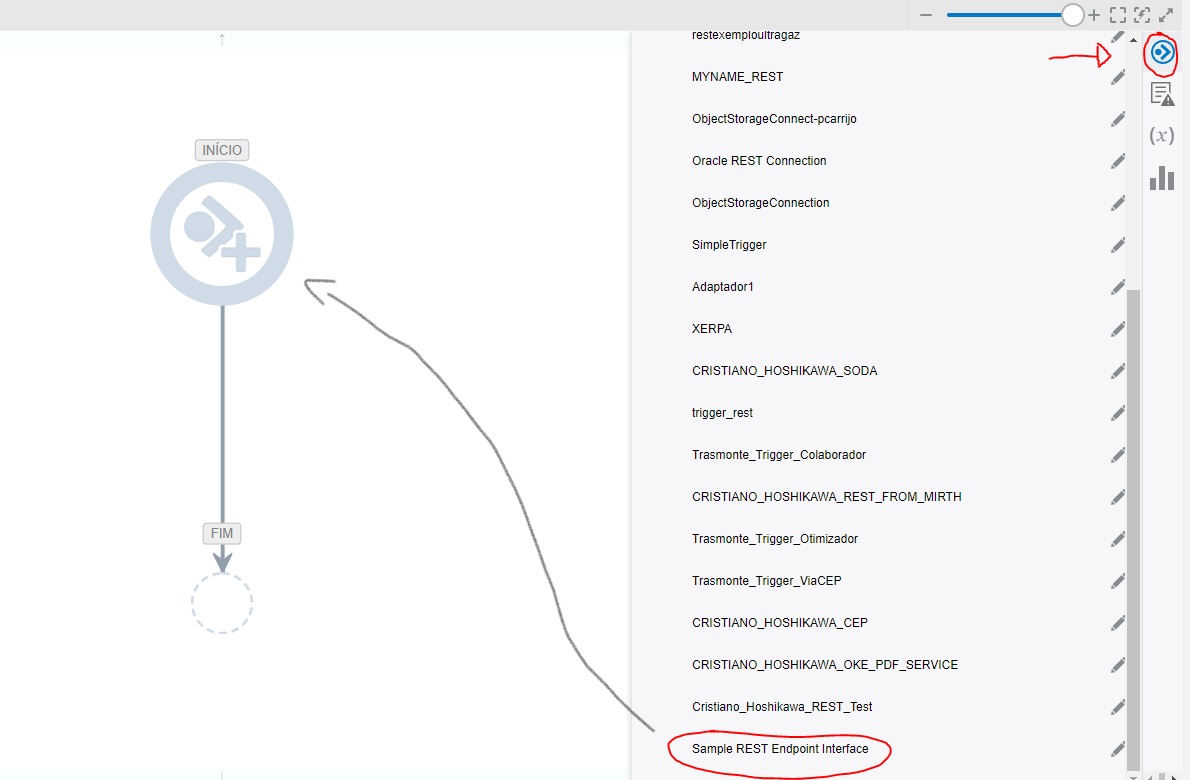 restexemploultragaz
MYNAME_REST
ObjectStorageConnect-pcarrijo
Oracle REST Connection
ObjectStorageConnection
SimpleTrigger
Adaptador1
XERPA
CRISTIANO_HOSHIKAWA_SODA
trigger_rest
Trasmonte_Trigger_Colaborador
CRISTIANO_HOSHIKAWA_REST_FROM_MIRTH
Trasmonte_Trigger_Otimizador
Trasmonte_Trigger_ViaCEP
CRISTIANO_HOSHIKAWA_CEP
CRISTIANO_HOSHIKAWA_OKE_PDF_SERVICE
Cristiano_Hoshikawa_REST_Test
Sample REST Endpoint Interface
INÍCIO
FIM
(x)